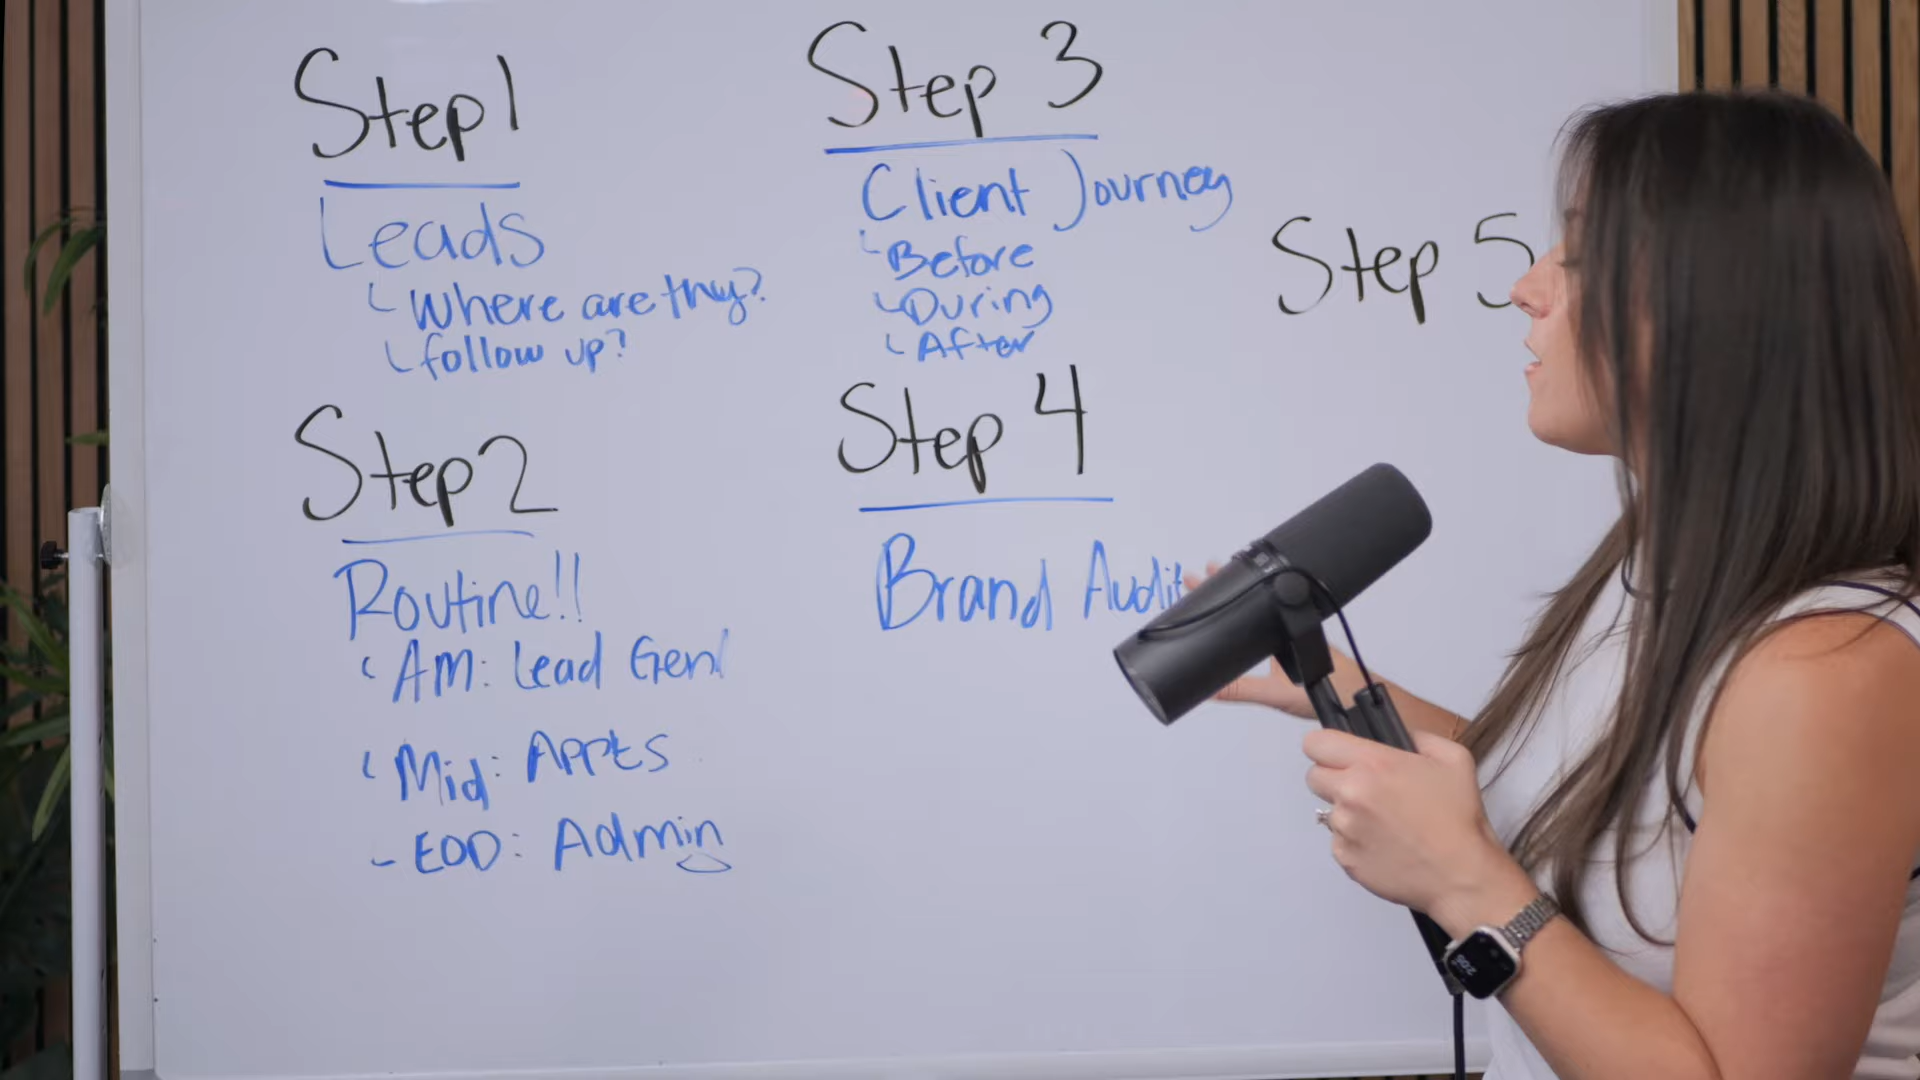 Step 1
Leads
Where are they?
follow up?
Step 2
Routine!!
AM: Lead Gen
Mid: APPts
EOD: Admin
Step 3
Client Journey
Before
During
After
Step 4
Brand Audit
Step 5